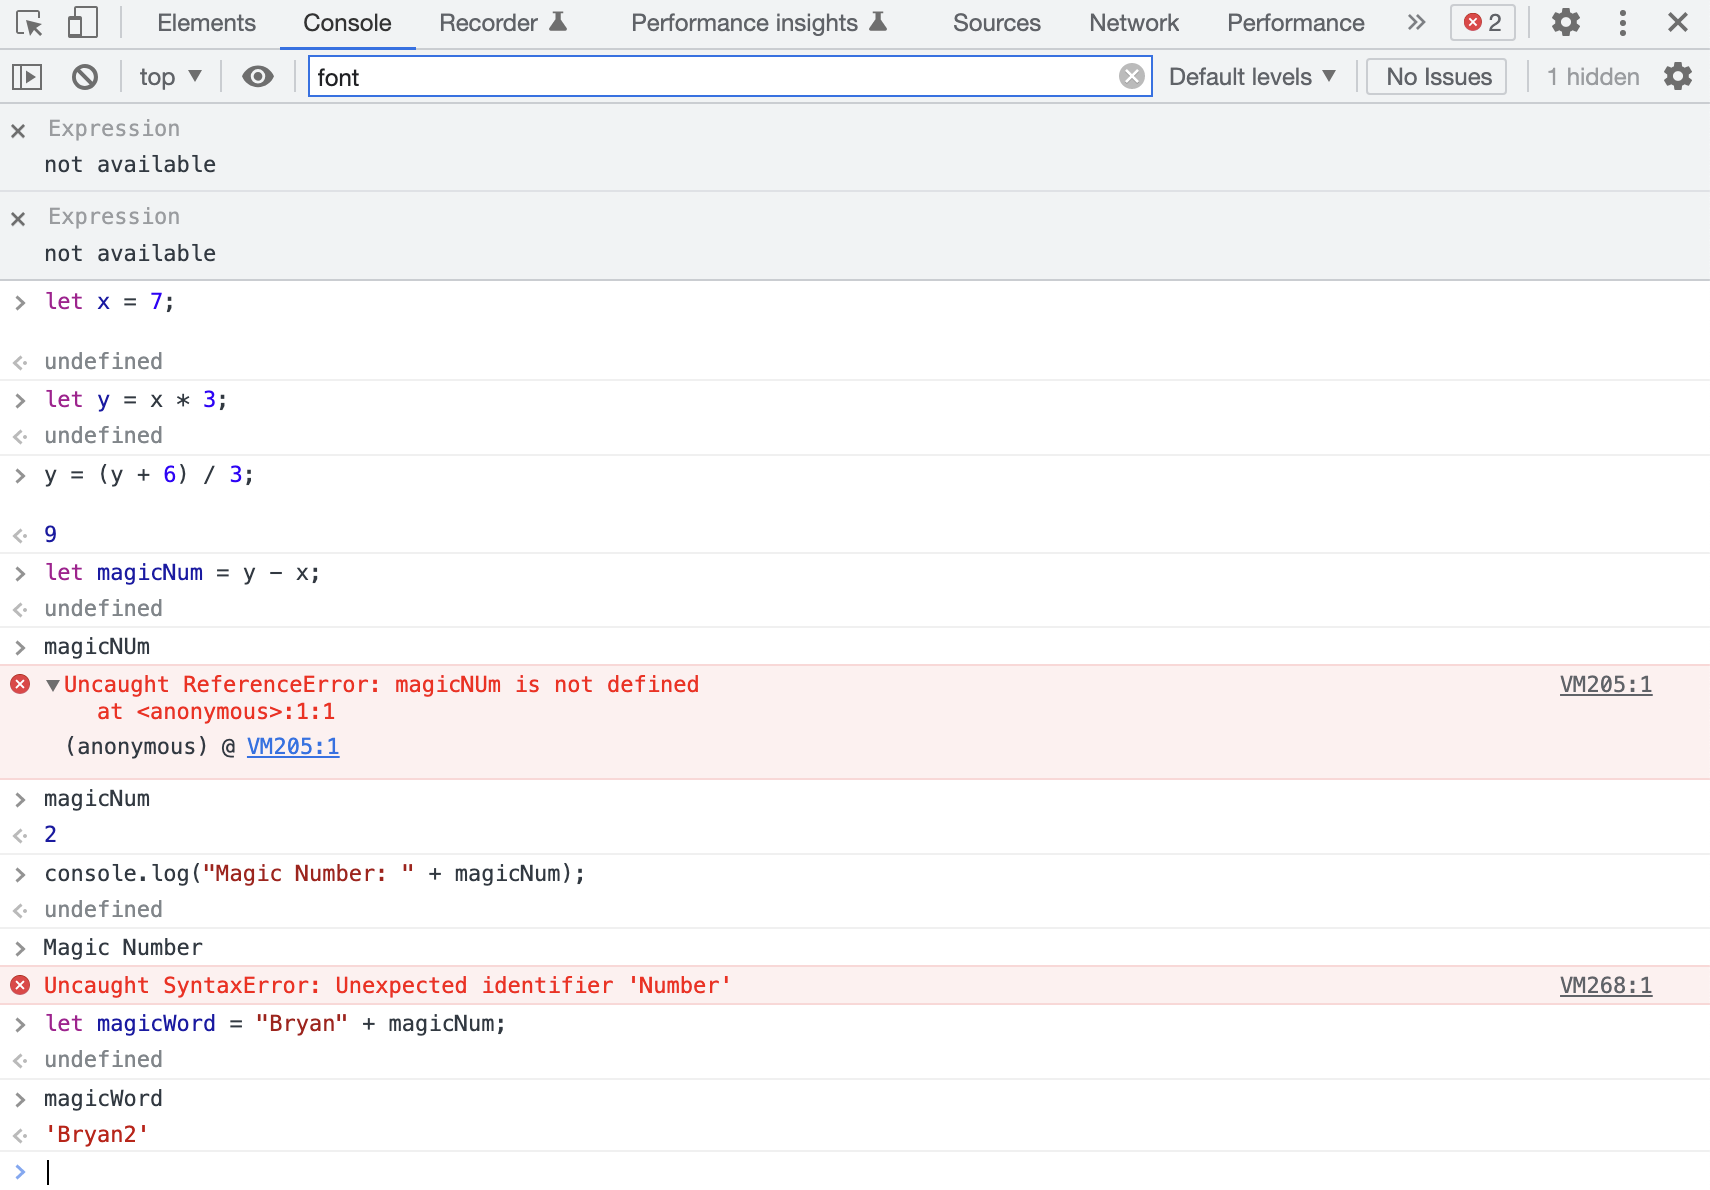 Elements Console Recorder Performance insights Sources Network Performance 2
top font Default levels No Issues 1 hidden
Expression
not available
Expression
not available
let x = 7;
undefined
let y = x * 3;
undefined
y = (y + 6) / 3;
9
let magicNum = y - x;
undefined
magicNUm
Uncaught ReferenceError: magicNUm is not defined VM205:1
at <anonymous>:1:1
(anonymous) @ VM205:1
magicNum
2
console.log("Magic Number: " + magicNum);
undefined
Magic Number
Uncaught SyntaxError: Unexpected identifier 'Number' VM268:1
let magicWord = "Bryan" + magicNum;
undefined
magicWord
'Bryan2'